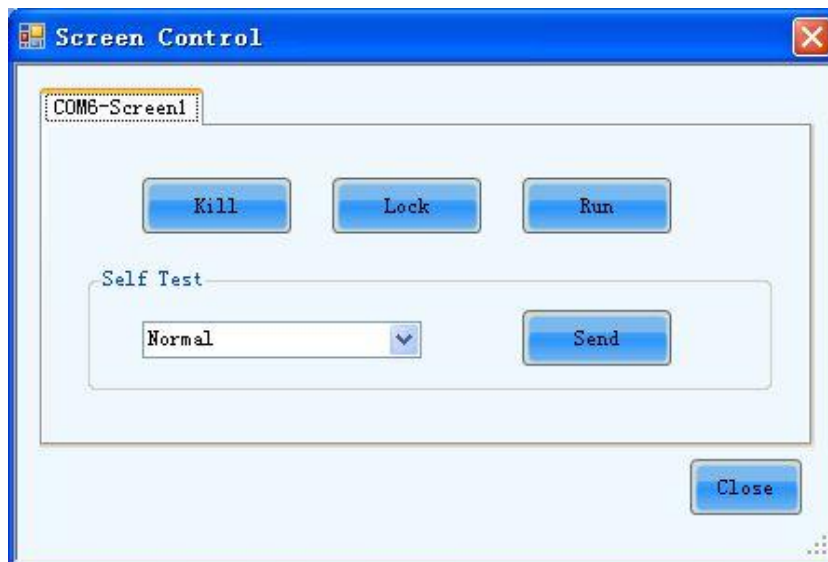 Screen Control
COM6-Screen1
Kill Lock Run
Self Test
Normal Send
Close